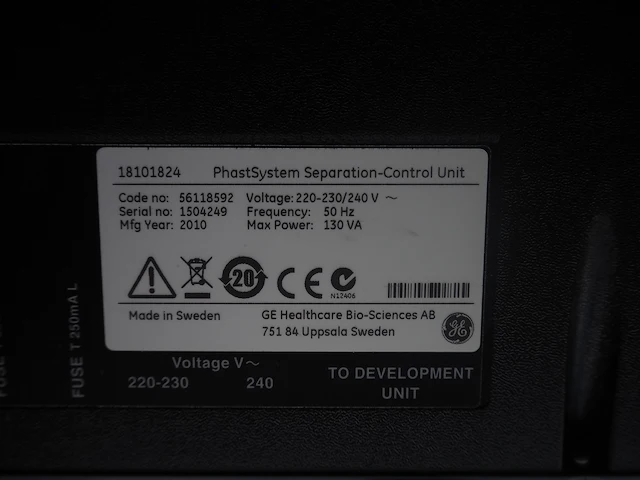 18101824 PhastSystem Separation-Control Unit
Code no: 56118592 Voltage: 220-230/240 V ~
Serial no: 1504249 Frequency: 50 Hz
Mfg Year: 2010 Max Power: 130 VA
20 CE N12406
Made in Sweden GE Healthcare Bio-Sciences AB
751 84 Uppsala Sweden
GE
FUSE T 250mA L
Voltage V~
220-230 240
TO DEVELOPMENT
UNIT